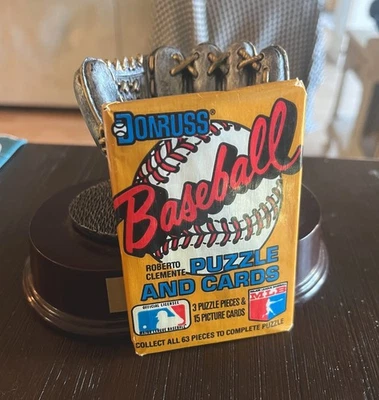 DONRUSS
Baseball
ROBERTO
CLEMENTE
PUZZLE
AND CARDS
3 PUZZLE PIECES &
15 PICTURE CARDS
MLB
COLLECT ALL 63 PIECES TO COMPLETE PUZZLE